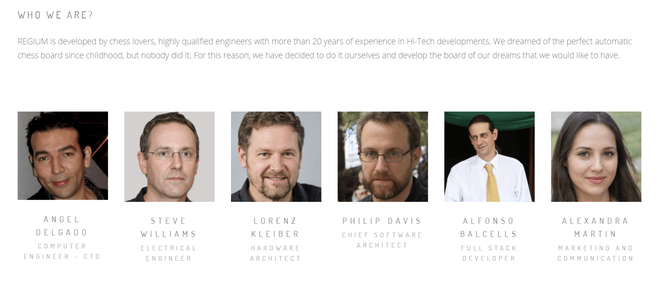 WHO WE ARE?
REGIUM is developed by chess lovers, highly qualified engineers with more than 20 years of experience in Hi-Tech developments. We dreamed of the perfect automatic
chess board since childhood, but nobody did it. For this reason, we have decided to do it ourselves and develop the board of our dreams that we would like to have.
ANGEL
DELGADO
COMPUTER
ENGINEER - CTO
STEVE
WILLIAMS
ELECTRICAL
ENGINEER
LORENZ
KLEIBER
HARDWARE
ARCHITECT
PHILIP DAVIS
CHIEF SOFTWARE
ARCHITECT
ALFONSO
BALCELLS
FULL STACK
DEVELOPER
ALEXANDRA
MARTIN
MARKETING AND
COMMUNICATION